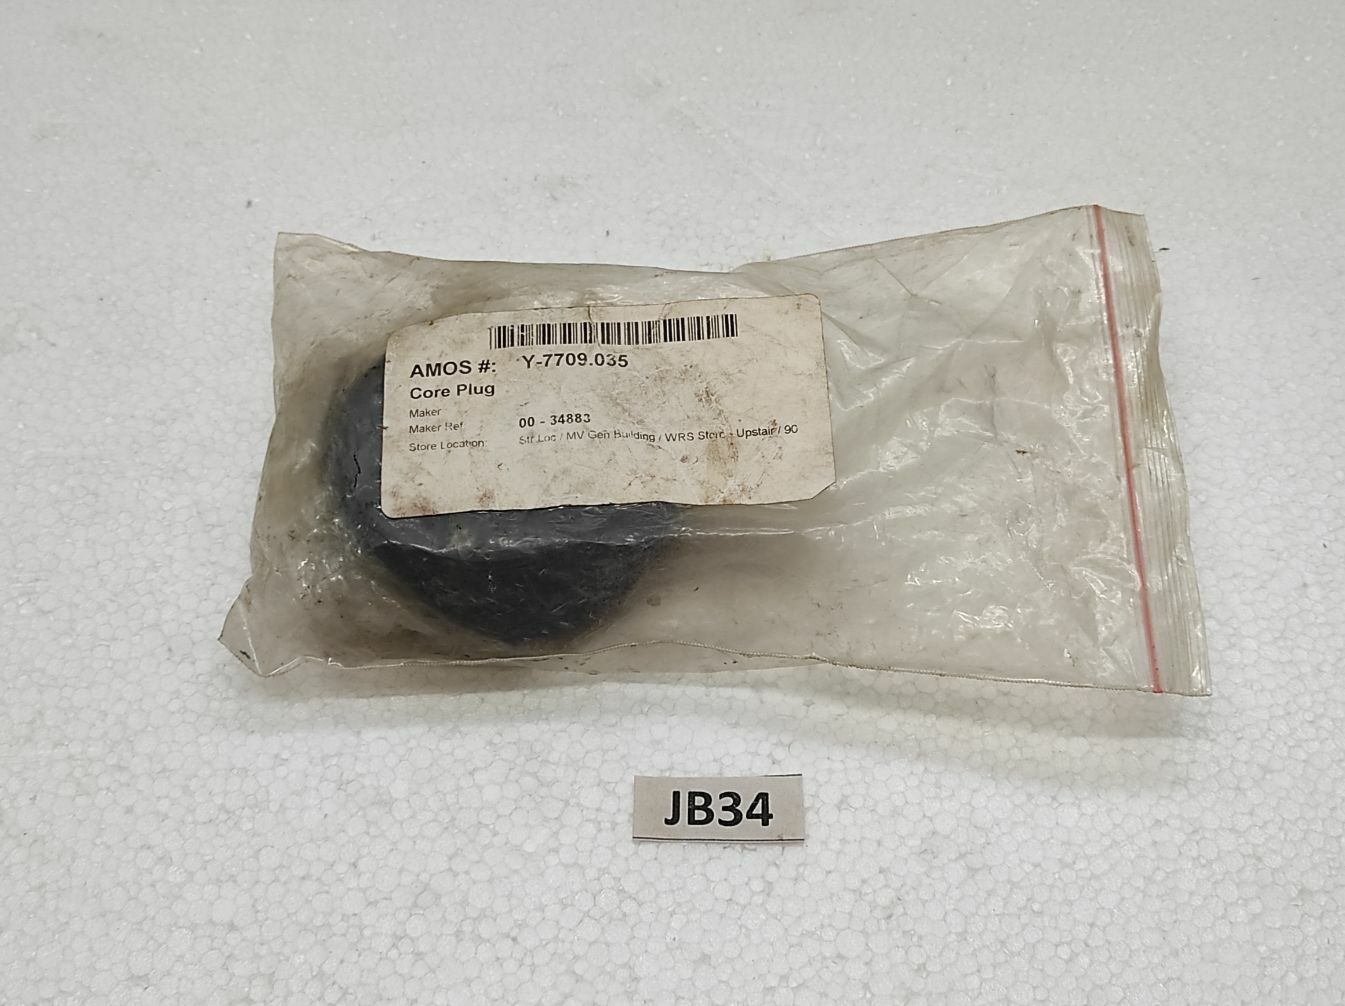 AMOS #: Y-7709.035
Core Plug
Maker
Maker Ref 00 - 34883
Store Location: Str Loc / MV Gen Building / WRS Store - Upstair / 90
JB34